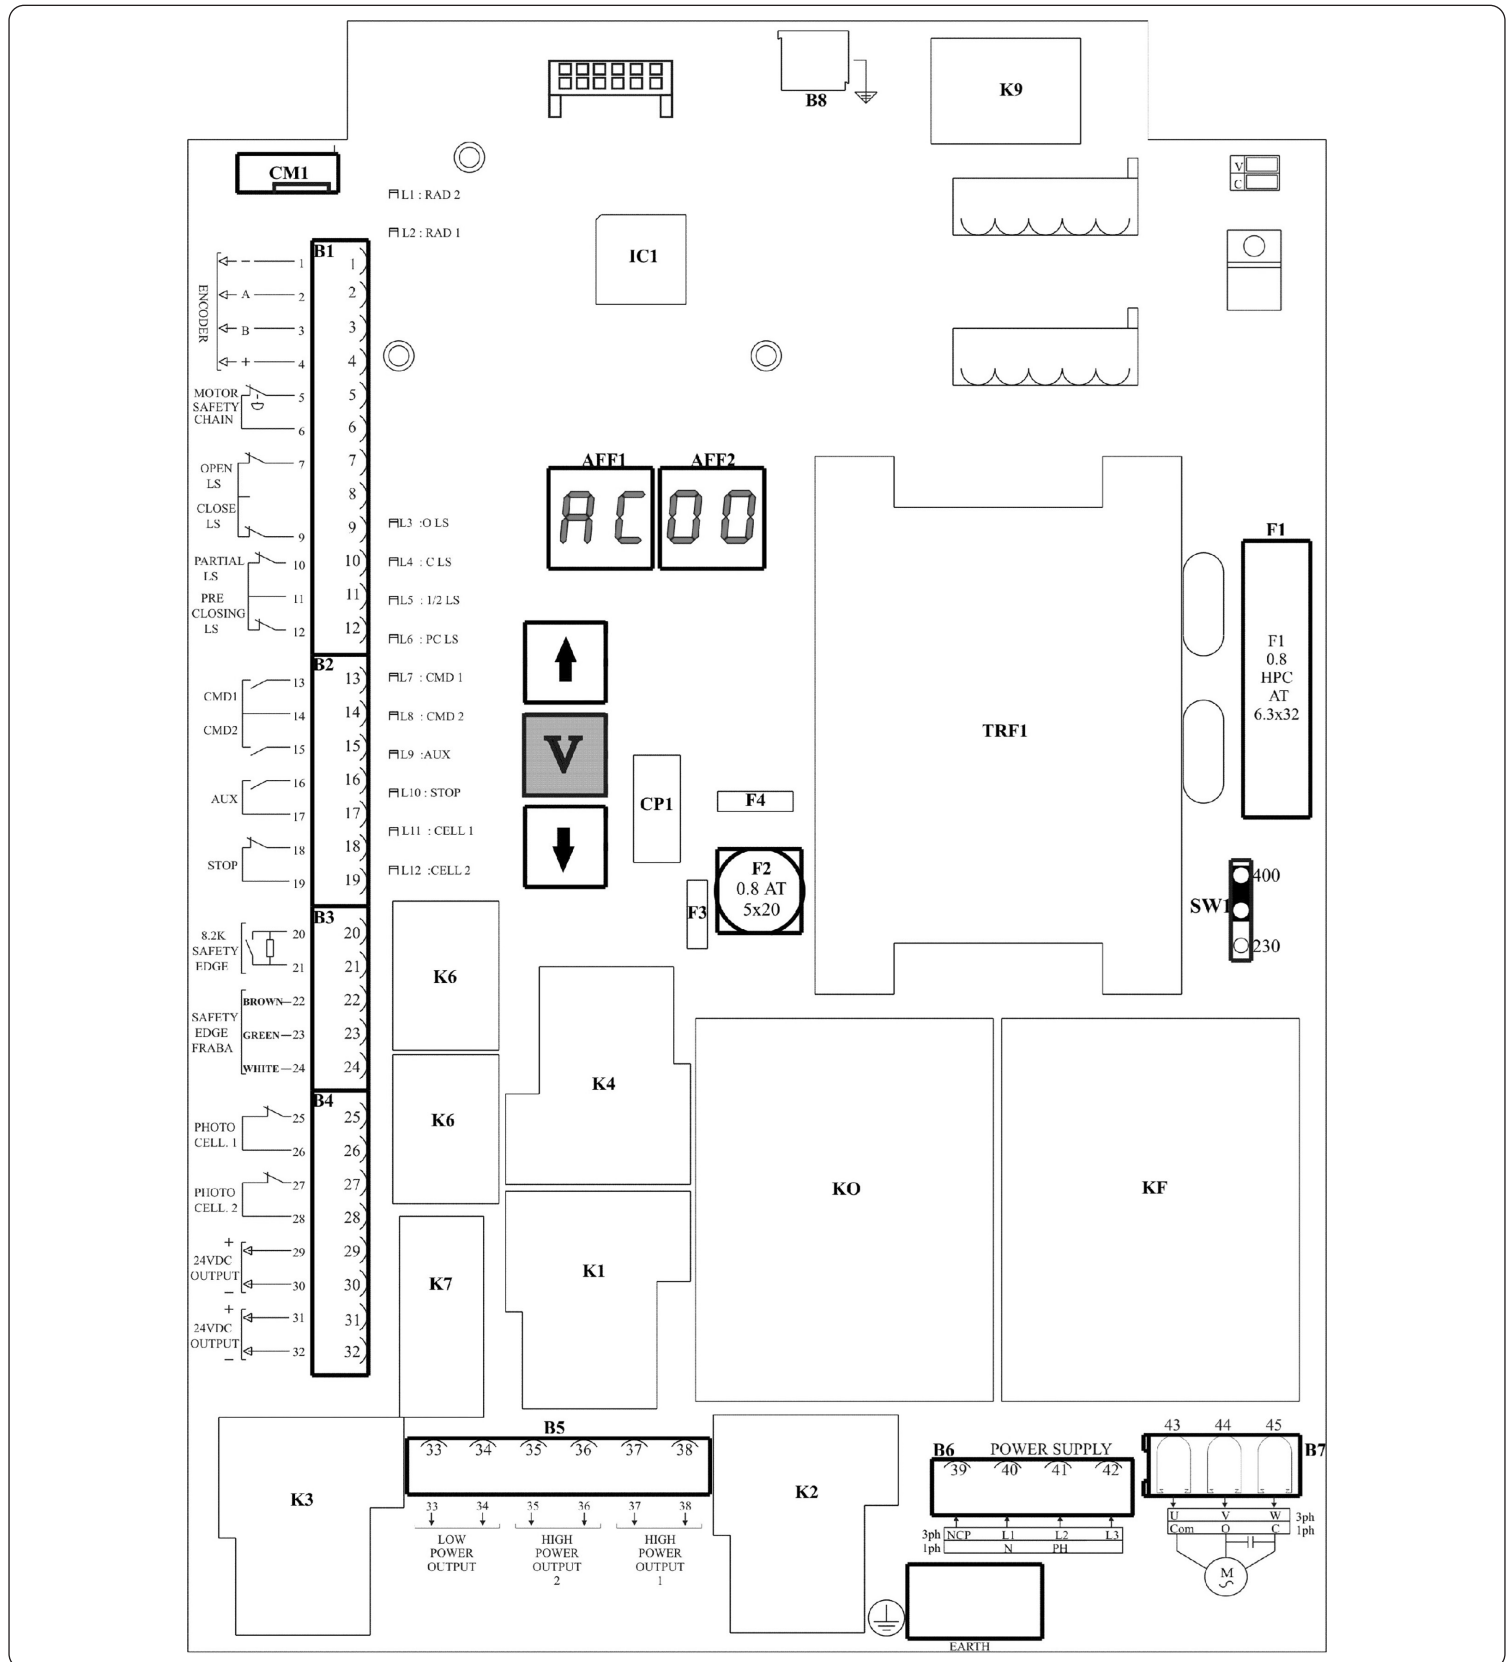 B8
K9
CM1
V
C
L1 : RAD 2
L2 : RAD 1
IC1
B1
ENCODER
– 1 1
A 2 2
B 3 3
+ 4 4
MOTOR
SAFETY
CHAIN
5 5
6 6
OPEN
LS
7 7
8
CLOSE
LS
9 9
PARTIAL
LS
10 10
11 11
PRE
CLOSING
LS
12 12
AFF1
AFF2
AC
00
L3 :O LS
L4 : C LS
L5 : 1/2 LS
L6 : PC LS
L7 : CMD 1
L8 : CMD 2
L9 :AUX
L10 : STOP
L11 : CELL 1
L12 :CELL 2
B2
CMD1
13 13
14 14
CMD2
15 15
AUX
16 16
17 17
STOP
18 18
19 19
V
CP1
F4
F2
0.8 AT
5x20
F3
TRF1
F1
F1
0.8
HPC
AT
6.3x32
SW1
400
230
B3
8.2K
SAFETY
EDGE
20 20
21 21
SAFETY
EDGE
FRABA
BROWN 22 22
GREEN 23 23
WHITE 24 24
B4
PHOTO
CELL. 1
25 25
26 26
PHOTO
CELL. 2
27 27
28 28
24VDC
OUTPUT
+
–
29 29
30 30
24VDC
OUTPUT
+
–
31 31
32 32
K6
K6
K4
K7
K1
KO
KF
K3
B5
33 34 35 36 37 38
33 34 35 36 37 38
LOW
POWER
OUTPUT
HIGH
POWER
OUTPUT
2
HIGH
POWER
OUTPUT
1
K2
B6
POWER SUPPLY
39 40 41 42
3ph NCP L1 L2 L3
1ph N PH
43 44 45
B7
U V W 3ph
Com O C 1ph
M
EARTH